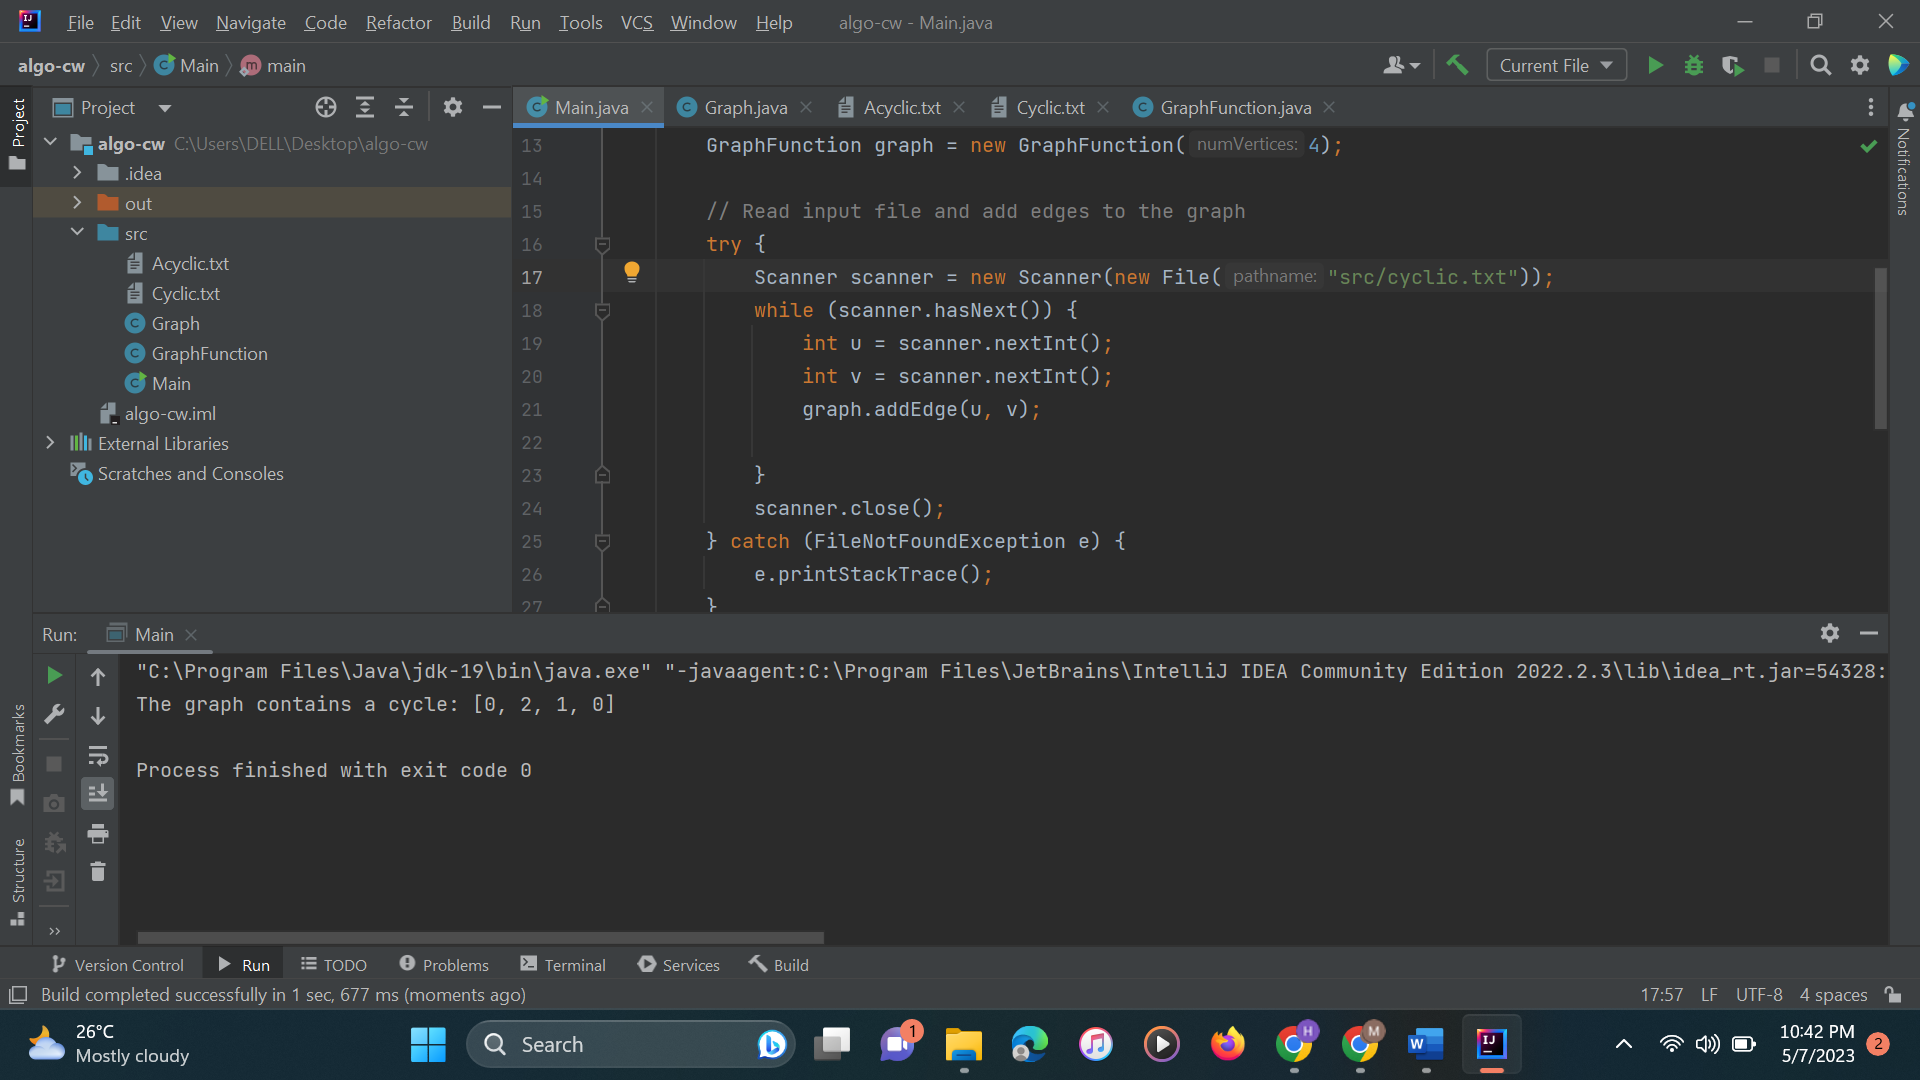 File Edit View Navigate Code Refactor Build Run Tools VCS Window Help algo-cw - Main.java
algo-cw src Main m main Current File
Project Main.java Graph.java Acyclic.txt Cyclic.txt GraphFunction.java
algo-cw C:\Users\DELL\Desktop\algo-cw
.idea
out
src
Acyclic.txt
Cyclic.txt
Graph
GraphFunction
Main
algo-cw.iml
External Libraries
Scratches and Consoles
Project
Bookmarks
Structure
Notifications
13 GraphFunction graph = new GraphFunction( numVertices: 4);
14
15 // Read input file and add edges to the graph
16 try {
17 Scanner scanner = new Scanner(new File( pathname: "src/cyclic.txt"));
18 while (scanner.hasNext()) {
19 int u = scanner.nextInt();
20 int v = scanner.nextInt();
21 graph.addEdge(u, v);
22
23 }
24 scanner.close();
25 } catch (FileNotFoundException e) {
26 e.printStackTrace();
27 }
Run: Main
"C:\Program Files\Java\jdk-19\bin\java.exe" "-javaagent:C:\Program Files\JetBrains\IntelliJ IDEA Community Edition 2022.2.3\lib\idea_rt.jar=54328:
The graph contains a cycle: [0, 2, 1, 0]
Process finished with exit code 0
Version Control Run TODO Problems Terminal Services Build
Build completed successfully in 1 sec, 677 ms (moments ago) 17:57 LF UTF-8 4 spaces
26°C
Mostly cloudy
Search
1
H
M
W
IJ
10:42 PM
5/7/2023
2